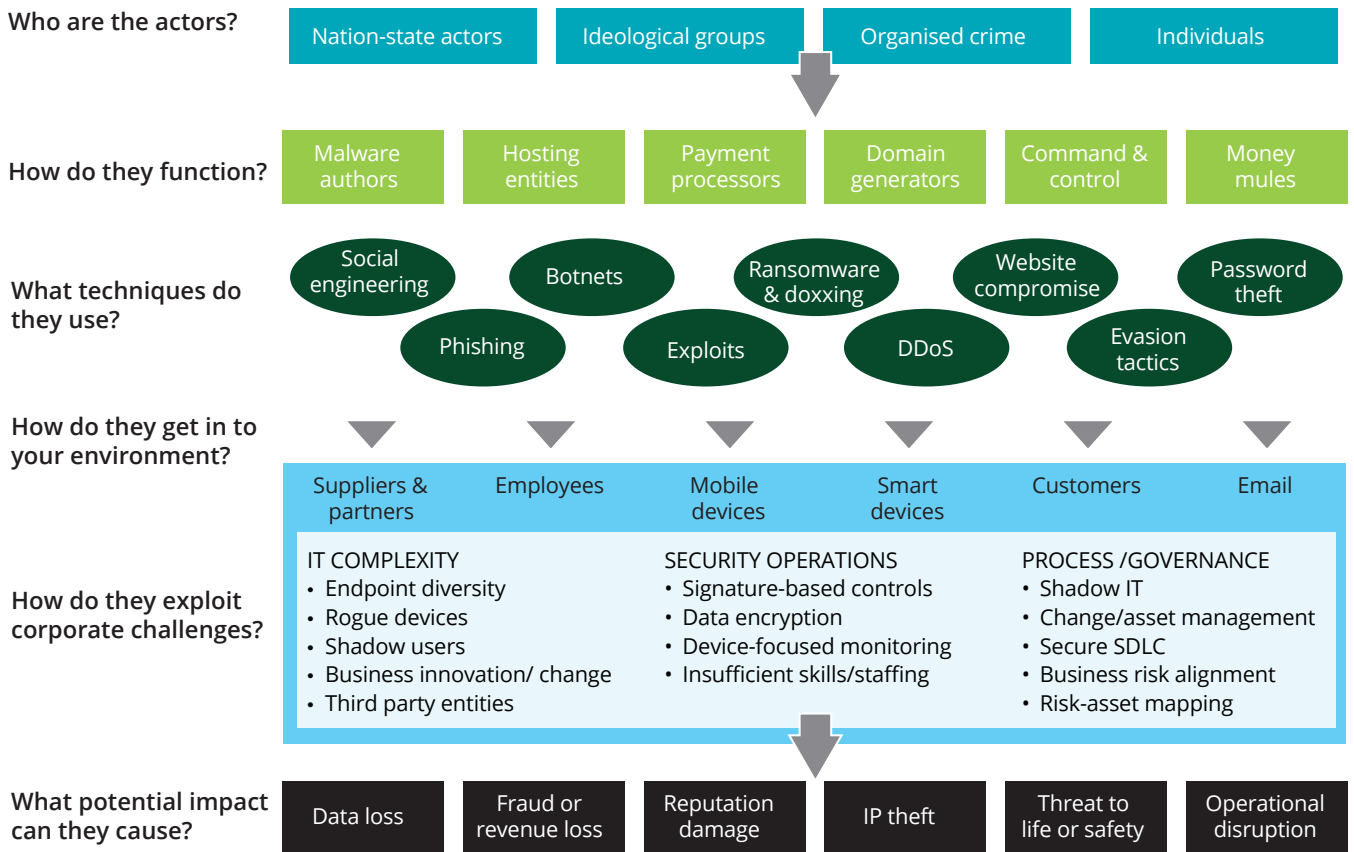 Who are the actors?
Nation-state actors
Ideological groups
Organised crime
Individuals
How do they function?
Malware
authors
Hosting
entities
Payment
processors
Domain
generators
Command &
control
Money
mules
What techniques do
they use?
Social
engineering
Botnets
Ransomware
& doxxing
Website
compromise
Password
theft
Phishing
Exploits
DDoS
Evasion
tactics
How do they get in to
your environment?
Suppliers &
partners
Employees
Mobile
devices
Smart
devices
Customers
Email
How do they exploit
corporate challenges?
IT COMPLEXITY
• Endpoint diversity
• Rogue devices
• Shadow users
• Business innovation/ change
• Third party entities
SECURITY OPERATIONS
• Signature-based controls
• Data encryption
• Device-focused monitoring
• Insufficient skills/staffing
PROCESS /GOVERNANCE
• Shadow IT
• Change/asset management
• Secure SDLC
• Business risk alignment
• Risk-asset mapping
What potential impact
can they cause?
Data loss
Fraud or
revenue loss
Reputation
damage
IP theft
Threat to
life or safety
Operational
disruption